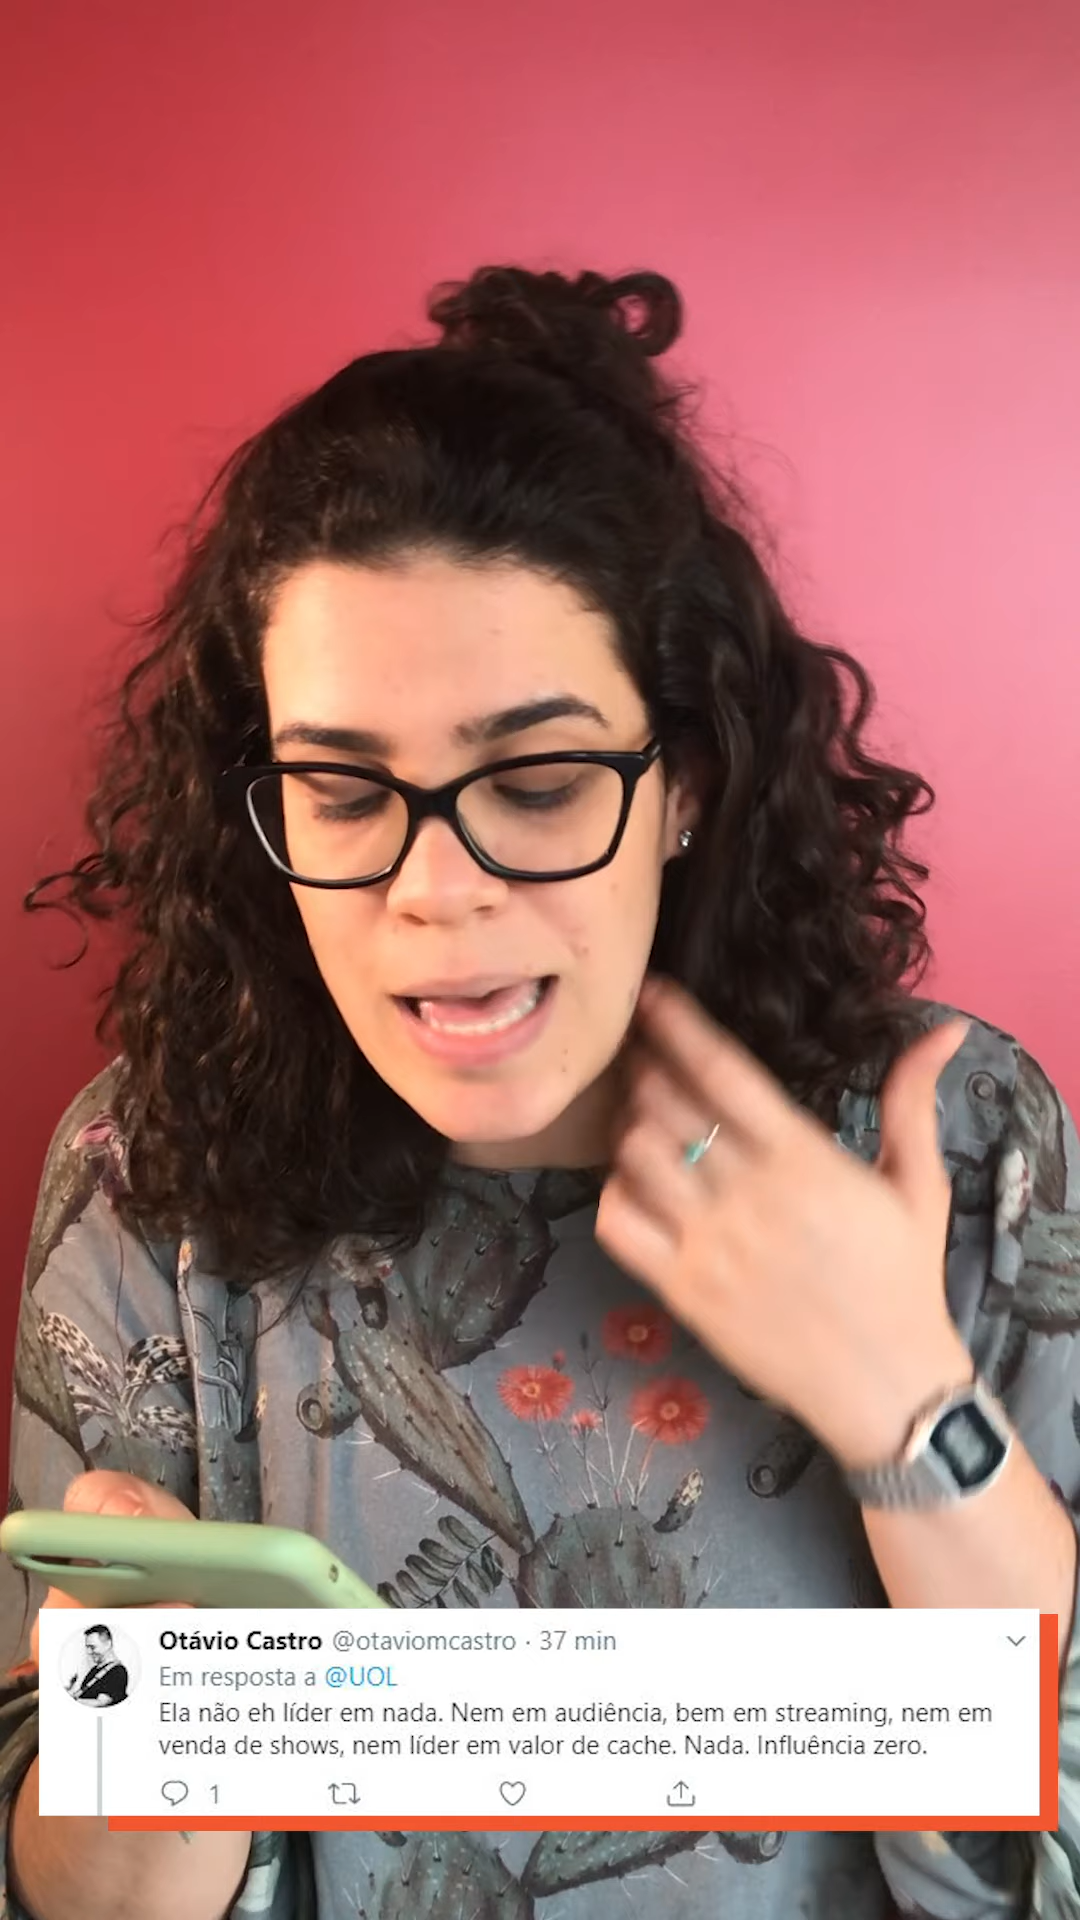 Otávio Castro @otaviomcastro · 37 min
Em resposta a @UOL
Ela não eh líder em nada. Nem em audiência, bem em streaming, nem em
venda de shows, nem líder em valor de cache. Nada. Influência zero.
1